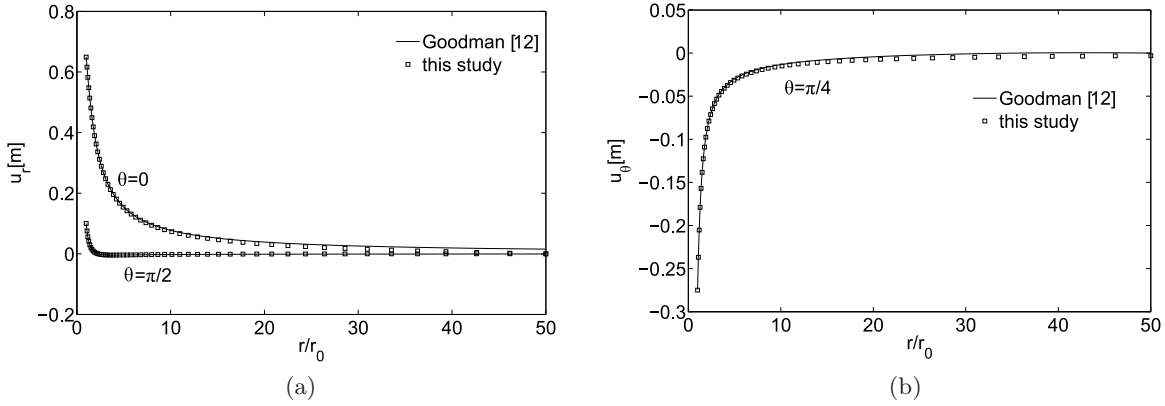 0.8
0.6
0.4
0.2
0
−0.2
0
10
20
30
40
50
u_r[m]
r/r_0
Goodman [12]
this study
θ=0
θ=π/2
(a)
0.05
0
−0.05
−0.1
−0.15
−0.2
−0.25
−0.3
0
10
20
30
40
50
u_θ[m]
r/r_0
θ=π/4
Goodman [12]
this study
(b)